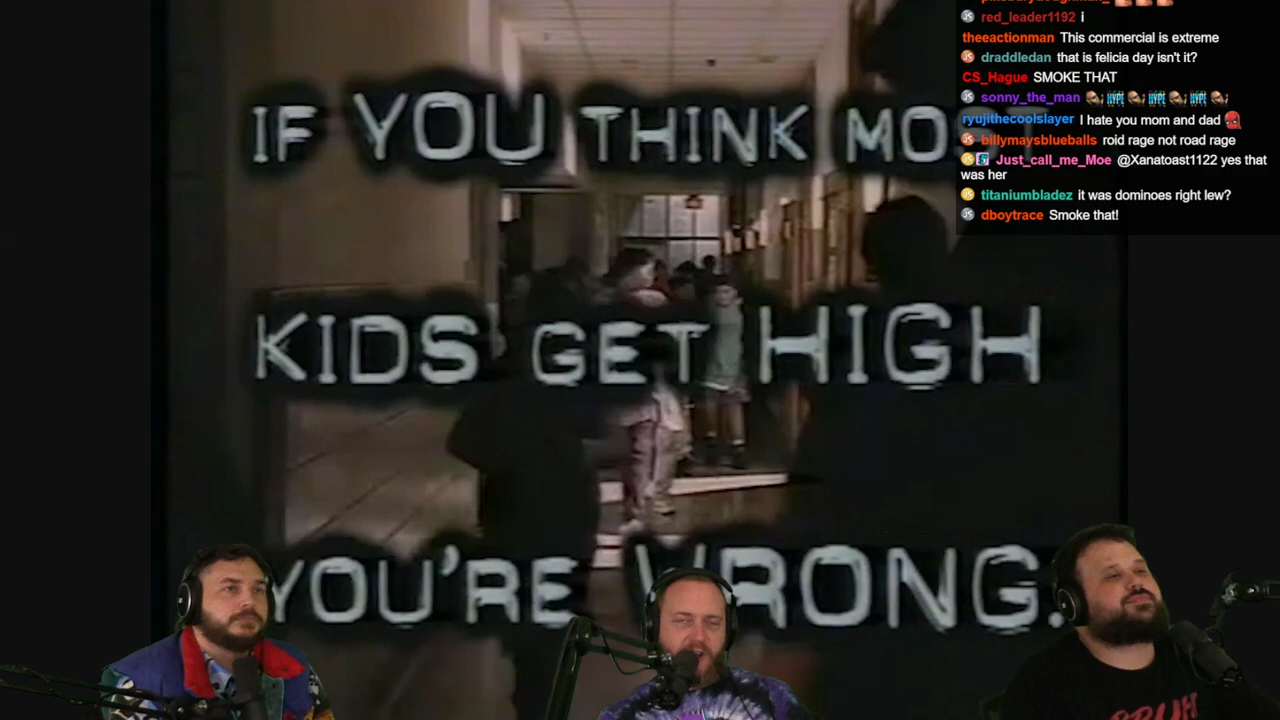 red_leader1192 i
theeactionman This commercial is extreme
draddledan that is felicia day isn't it?
CS_Hague SMOKE THAT
sonny_the_man
ryujithecoolslayer I hate you mom and dad
billymaysblueballs roid rage not road rage
Just_call_me_Moe @Xanatoast1122 yes that
was her
titaniumbladez it was dominoes right lew?
dboytrace Smoke that!
IF YOU THINK
KIDS GET HIGH
YOU'RE WRONG.